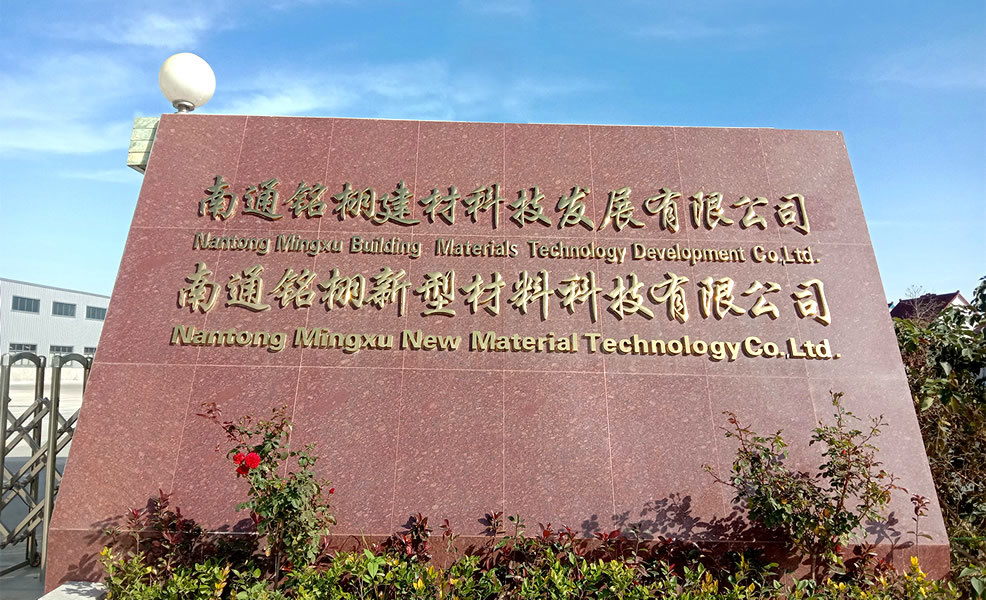 南通铭栩建材科技发展有限公司
Nantong Mingxu Building Materials Technology Development Co.,Ltd.
南通铭栩新型材料科技有限公司
Nantong Mingxu New Material Technology Co., Ltd.